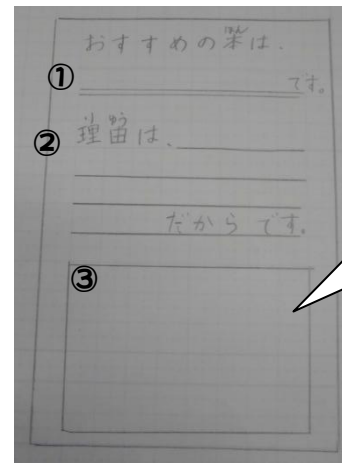 おすすめの は、
① です。
② 理由は、
だからです。
③